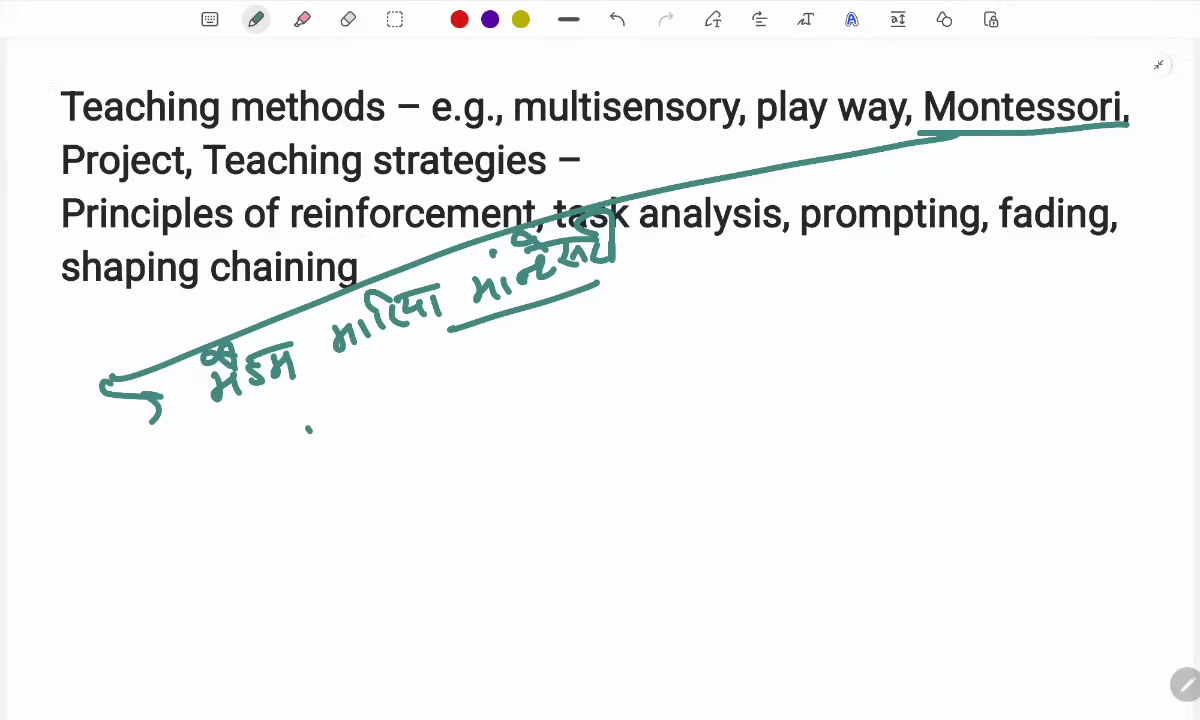 Teaching methods – e.g., multisensory, play way, Montessori,
Project, Teaching strategies –
Principles of reinforcement, task analysis, prompting, fading,
shaping chaining
मैडम मारिया मांटेसरी